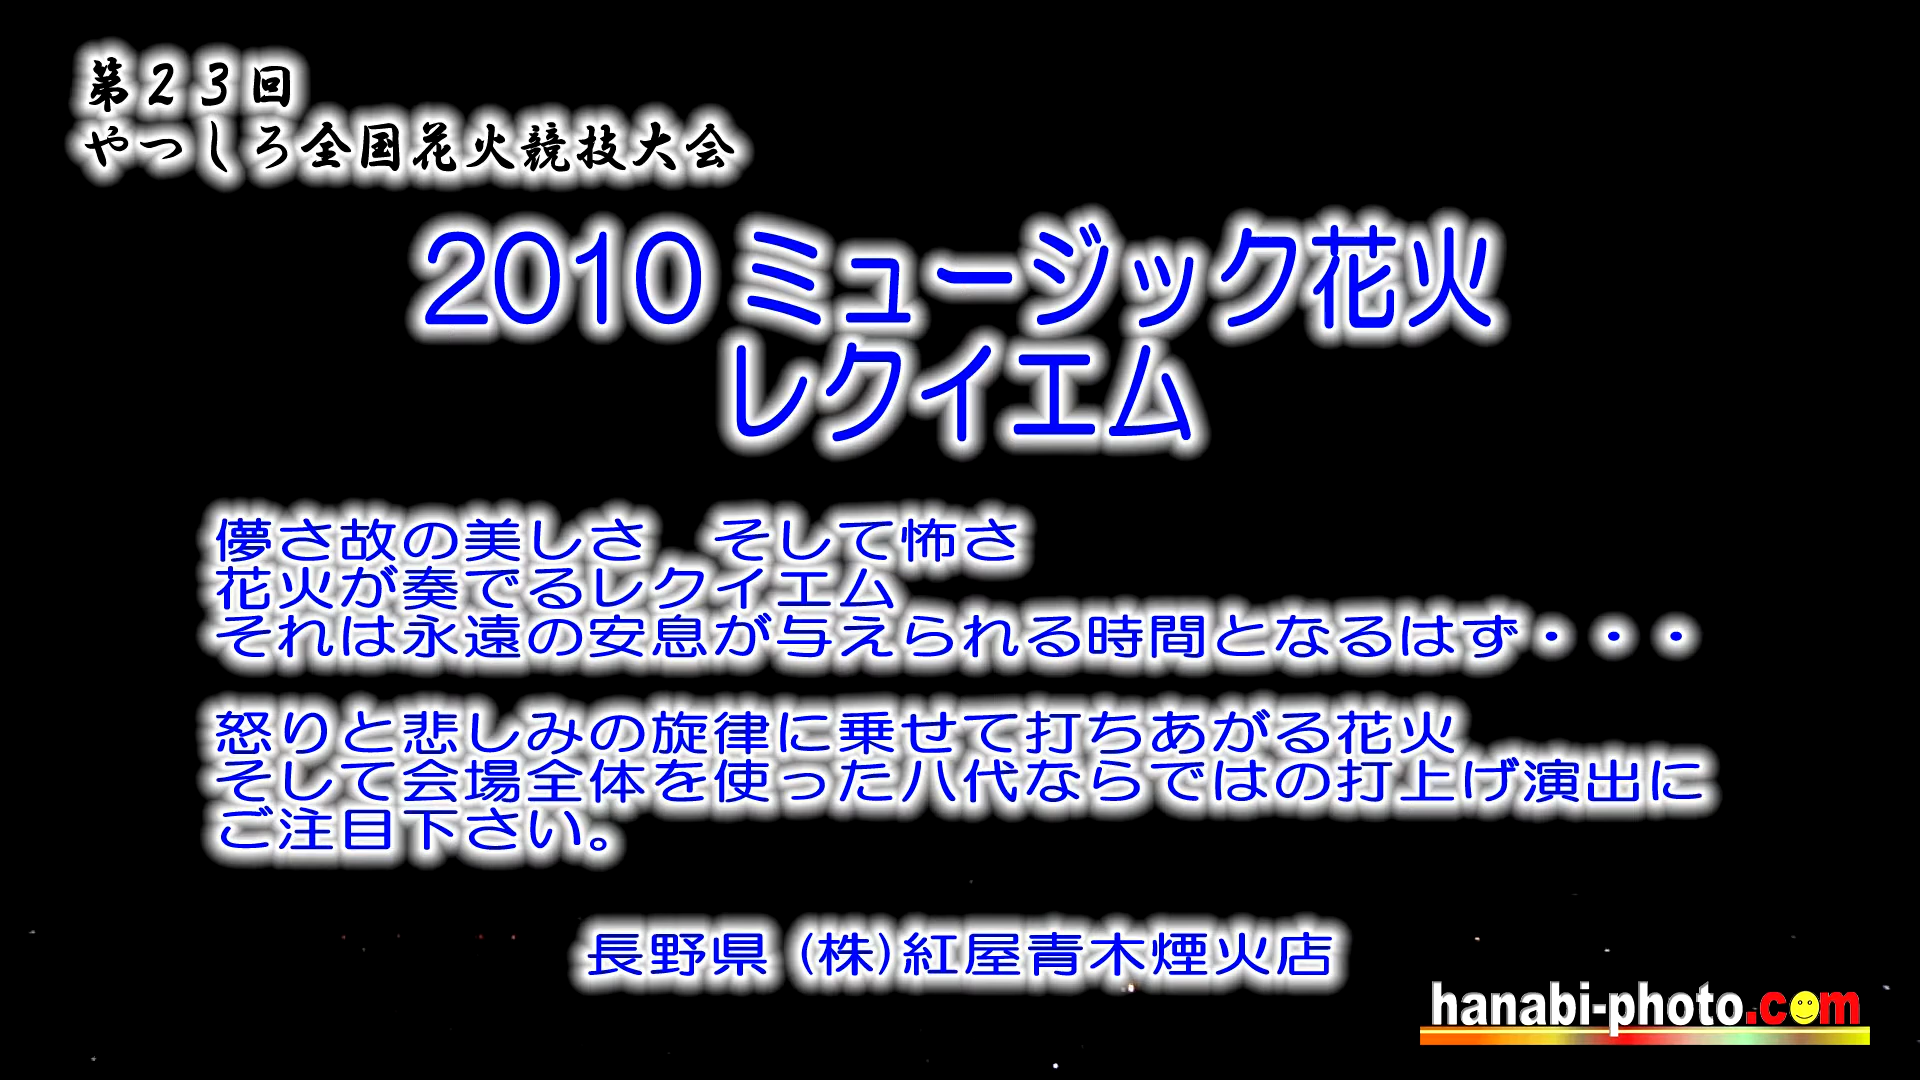 第２３回
やつしろ全国花火競技大会
2010 ミュージック花火
レクイエム
儚さ故の美しさ　そして怖さ
花火が奏でるレクイエム
それは永遠の安息が与えられる時間となるはず・・・
怒りと悲しみの旋律に乗せて打ちあがる花火
そして会場全体を使った八代ならではの打上げ演出に
ご注目下さい。
長野県 (株)紅屋青木煙火店
hanabi-photo.com